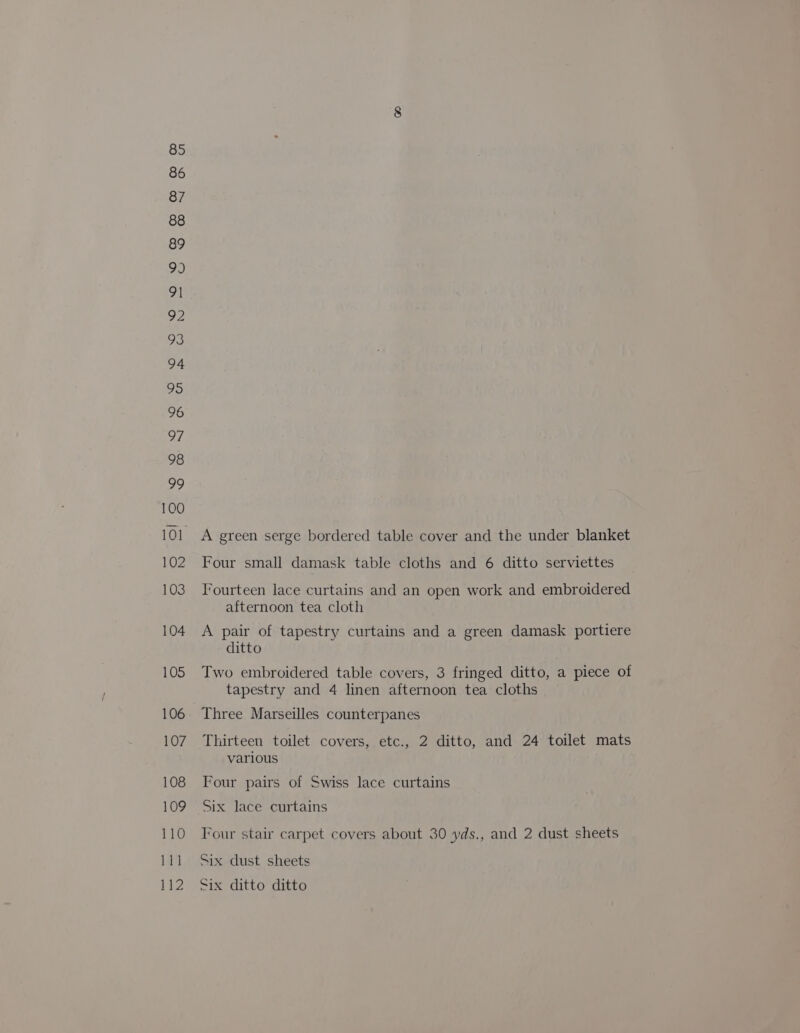 8
85
86
87
88
89
90
91
92
93
94
95
96
97
98
99
100
101 A green serge bordered table cover and the under blanket
102 Four small damask table cloths and 6 ditto serviettes
103 Fourteen lace curtains and an open work and embroidered
afternoon tea cloth
104 A pair of tapestry curtains and a green damask portiere
ditto
105 Two embroidered table covers, 3 fringed ditto, a piece of
tapestry and 4 linen afternoon tea cloths
106 Three Marseilles counterpanes
107 Thirteen toilet covers, etc., 2 ditto, and 24 toilet mats
various
108 Four pairs of Swiss lace curtains
109 Six lace curtains
110 Four stair carpet covers about 30 yds., and 2 dust sheets
111 Six dust sheets
112 Six ditto ditto